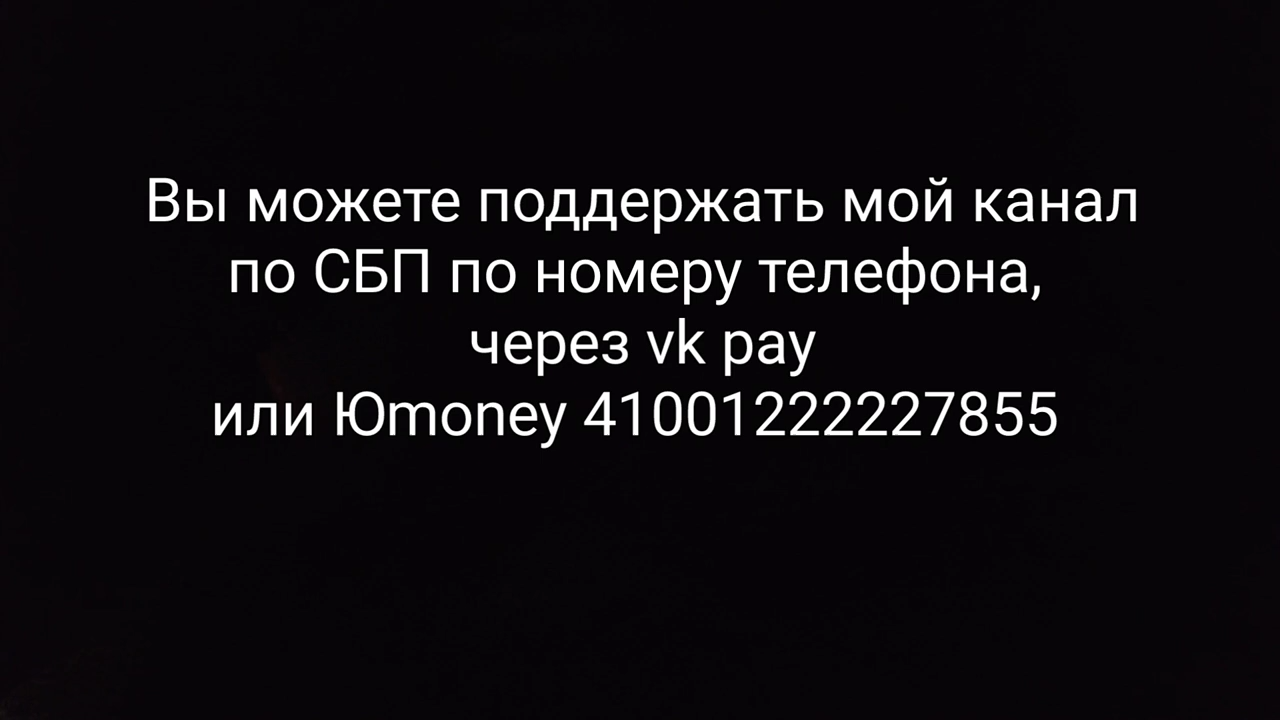 Вы можете поддержать мой канал
по СБП по номеру телефона,
через vk pay
или Юmoney 41001222227855